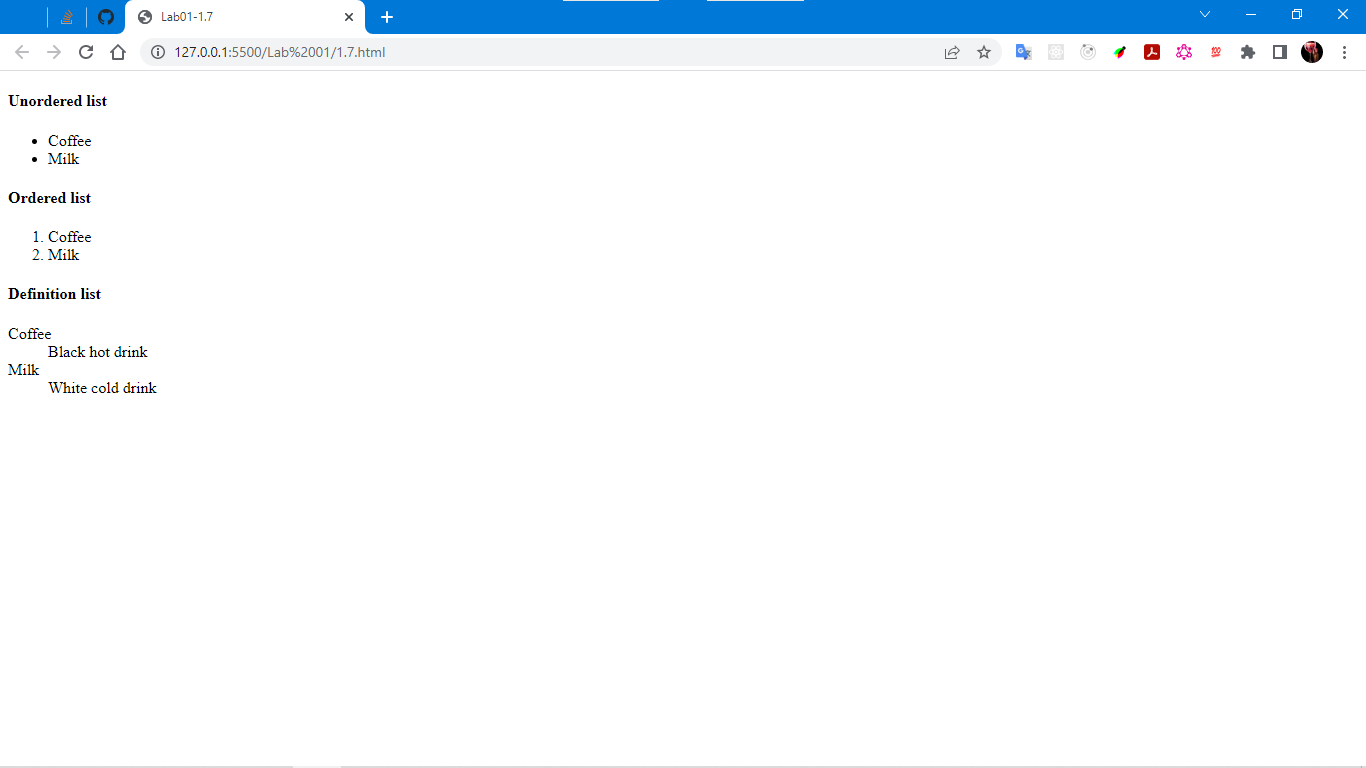 Lab01-1.7
127.0.0.1:5500/Lab%2001/1.7.html
Unordered list
• Coffee
• Milk
Ordered list
1. Coffee
2. Milk
Definition list
Coffee
Black hot drink
Milk
White cold drink